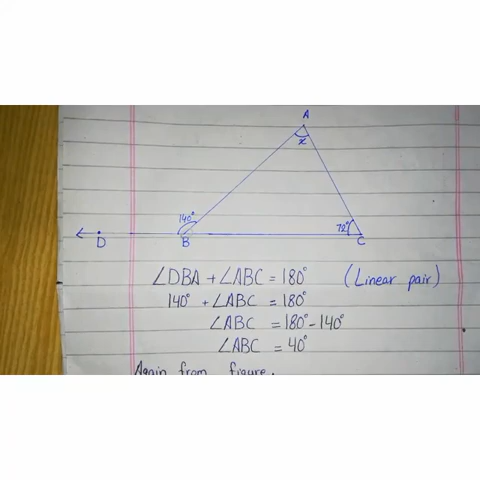 A
x
140°
72°
D
B
C
∠DBA + ∠ABC = 180° (Linear pair)
140° + ∠ABC = 180°
∠ABC = 180° - 140°
∠ABC = 40°
Again from figure,